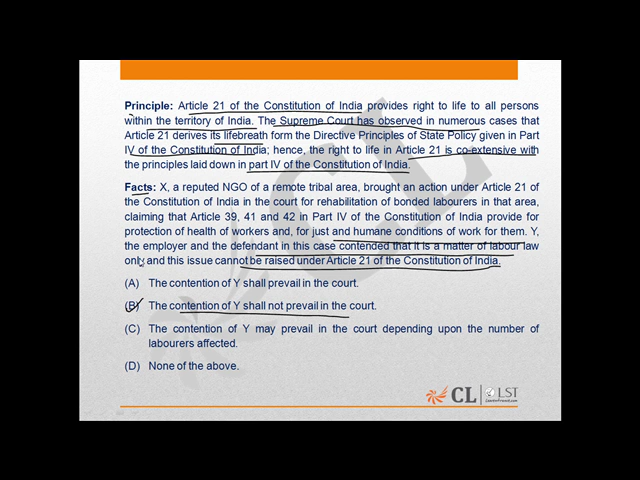 Principle: Article 21 of the Constitution of India provides right to life to all persons
within the territory of India. The Supreme Court has observed in numerous cases that
Article 21 derives its lifebreath form the Directive Principles of State Policy given in Part
IV of the Constitution of India; hence, the right to life in Article 21 is co-extensive with
the principles laid down in part IV of the Constitution of India.
Facts: X, a reputed NGO of a remote tribal area, brought an action under Article 21 of
the Constitution of India in the court for rehabilitation of bonded labourers in that area,
claiming that Article 39, 41 and 42 in Part IV of the Constitution of India provide for
protection of health of workers and, for just and humane conditions of work for them. Y,
the employer and the defendant in this case contended that it is a matter of labour law
only and this issue cannot be raised under Article 21 of the Constitution of India.
(A) The contention of Y shall prevail in the court.
(B) The contention of Y shall not prevail in the court.
(C) The contention of Y may prevail in the court depending upon the number of
labourers affected.
(D) None of the above.
CL LST